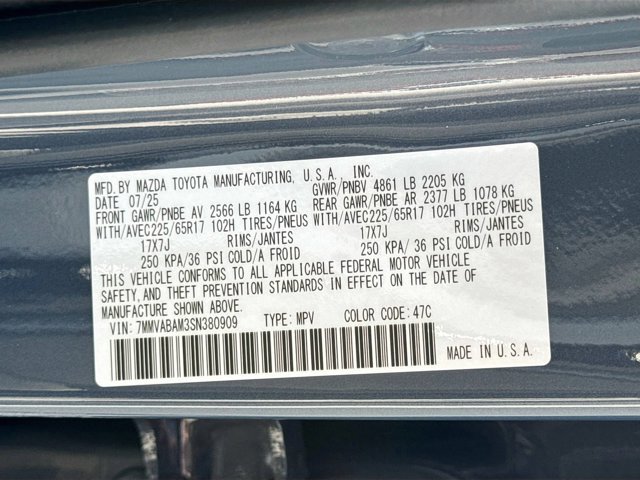 MFD. BY MAZDA TOYOTA MANUFACTURING, U.S.A., INC.
DATE 07/25 GVWR/PNBV 4861 LB 2205 KG
FRONT GAWR/PNBE AV 2566 LB 1164 KG REAR GAWR/PNBE AR 2377 LB 1078 KG
WITH/AVEC225/65R17 102H TIRES/PNEUS WITH/AVEC225/65R17 102H TIRES/PNEUS
17X7J RIMS/JANTES 17X7J RIMS/JANTES
250 KPA/36 PSI COLD/A FROID 250 KPA/ 36 PSI COLD/A FROID
THIS VEHICLE CONFORMS TO ALL APPLICABLE FEDERAL MOTOR VEHICLE
SAFETY, AND THEFT PREVENTION STANDARDS IN EFFECT ON THE DATE OF
MANUFACTURE SHOWN ABOVE.
VIN: 7MMVABAM3SN380909 TYPE: MPV COLOR CODE: 47C
MADE IN U.S.A.